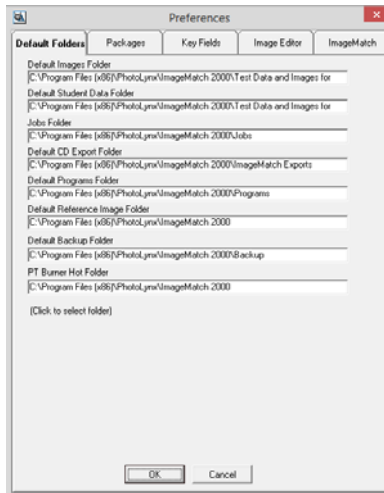 Preferences
Default Folders Packages Key Fields Image Editor ImageMatch
Default Images Folder
C:\Program Files (x86)\PhotoLynx\ImageMatch 2000\Test Data and Images for
Default Student Data Folder
C:\Program Files (x86)\PhotoLynx\ImageMatch 2000\Test Data and Images for
Jobs Folder
C:\Program Files (x86)\PhotoLynx\ImageMatch 2000\Jobs
Default CD Export Folder
C:\Program Files (x86)\PhotoLynx\ImageMatch 2000\ImageMatch Exports
Default Programs Folder
C:\Program Files (x86)\PhotoLynx\ImageMatch 2000\Programs
Default Reference Image Folder
C:\Program Files (x86)\PhotoLynx\ImageMatch 2000
Default Backup Folder
C:\Program Files (x86)\PhotoLynx\ImageMatch 2000\Backup
PT Burner Hot Folder
C:\Program Files (x86)\PhotoLynx\ImageMatch 2000
(Click to select folder)
OK Cancel